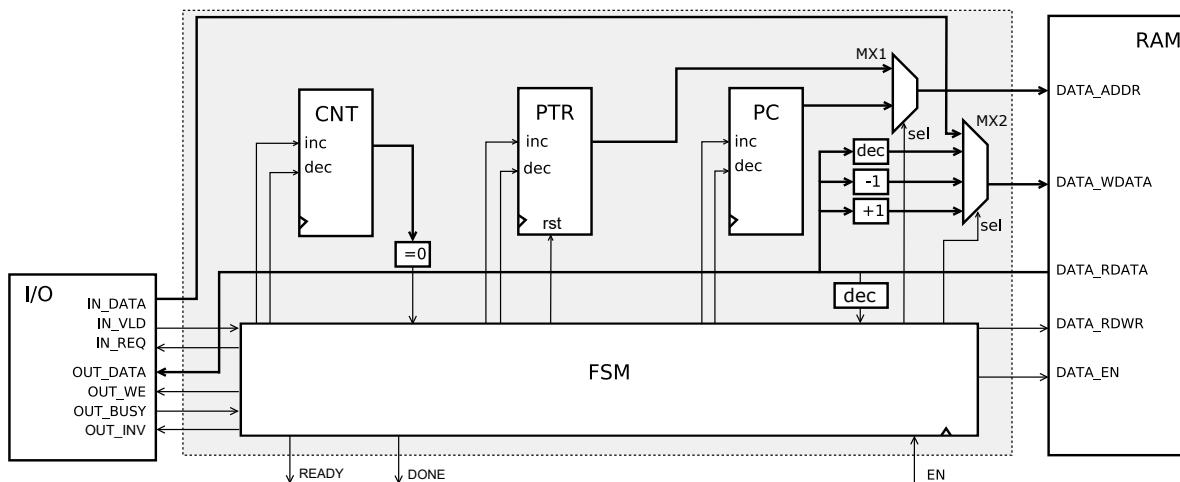 RAM
MX1
CNT
PTR
PC
DATA_ADDR
inc
dec
inc
dec
inc
dec
sel
MX2
dec
-1
+1
DATA_WDATA
rst
sel
=0
DATA_RDATA
I/O
dec
IN_DATA
IN_VLD
IN_REQ
DATA_RDWR
OUT_DATA
FSM
DATA_EN
OUT_WE
OUT_BUSY
OUT_INV
READY
DONE
EN